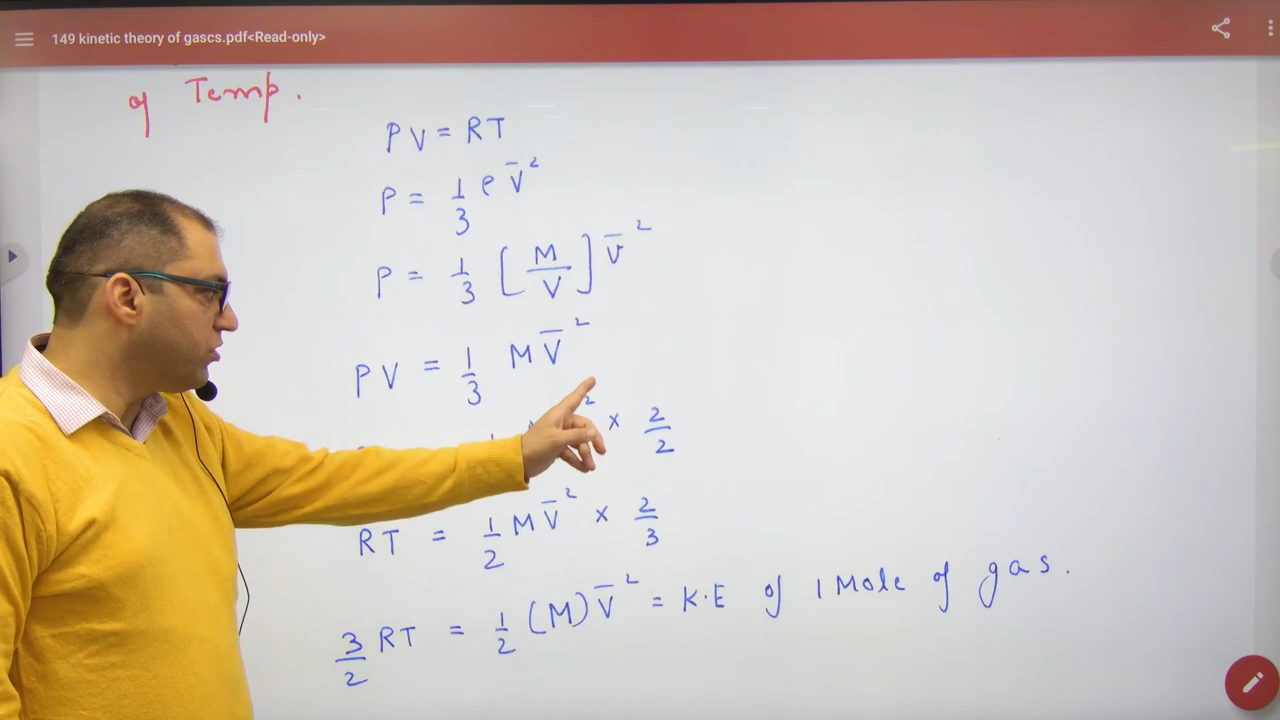 149 kinetic theory of gascs.pdf<Read-only>
of Temp.
PV = RT
P = 1/3 ρ V̄²
P = 1/3 [M/V] V̄²
PV = 1/3 M V̄²
² × 2/2
RT = 1/2 M V̄² × 2/3
3/2 RT = 1/2 (M) V̄² = K.E of 1 Mole of gas.